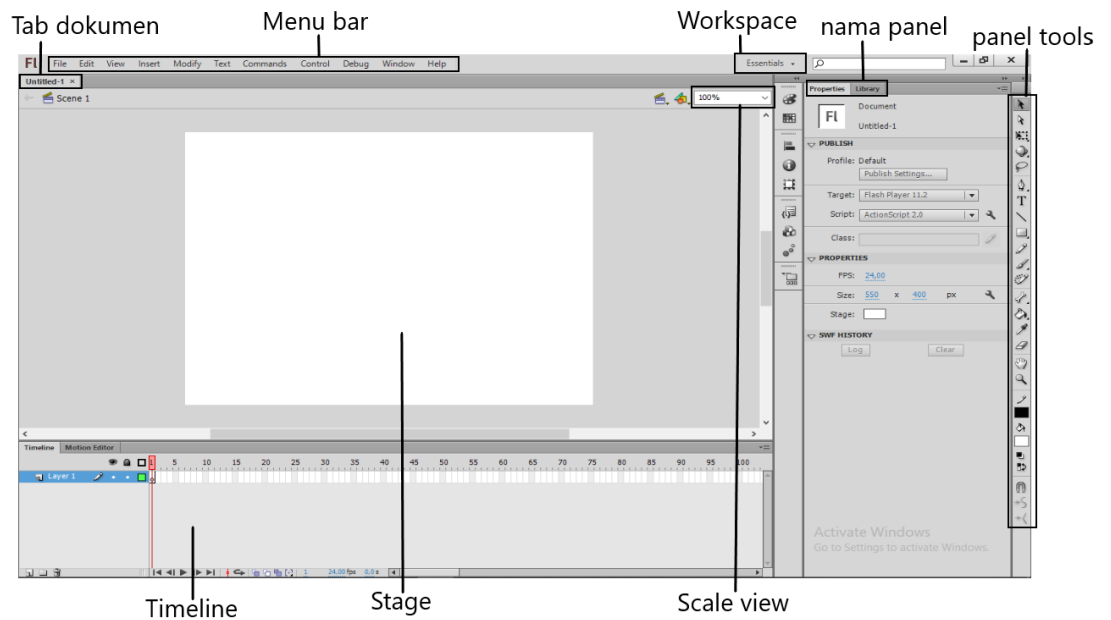 Tab dokumen
Menu bar
Workspace
nama panel
panel tools
Fl File Edit View Insert Modify Text Commands Control Debug Window Help
Essentials
Untitled-1 ×
Scene 1
100%
Properties Library
Fl
Document
Untitled-1
PUBLISH
Profile: Default
Publish Settings...
Target: Flash Player 11.2
Script: ActionScript 2.0
Class:
PROPERTIES
FPS: 24,00
Size: 550 x 400 px
Stage:
SWF HISTORY
Log Clear
T
Timeline Motion Editor
1 5 10 15 20 25 30 35 40 45 50 55 60 65 70 75 80 85 90 95 100
Layer 1
1 24,00 fps 0,0 s
Activate Windows
Go to Settings to activate Windows.
Timeline
Stage
Scale view